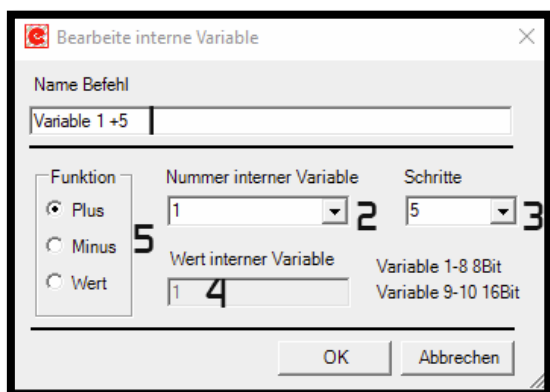 Bearbeite interne Variable
Name Befehl
Variable 1 +5
Funktion
Nummer interner Variable
Schritte
Plus
1
2
5
3
Minus
5
Wert interner Variable
Variable 1-8 8Bit
Wert
1
4
Variable 9-10 16Bit
OK
Abbrechen